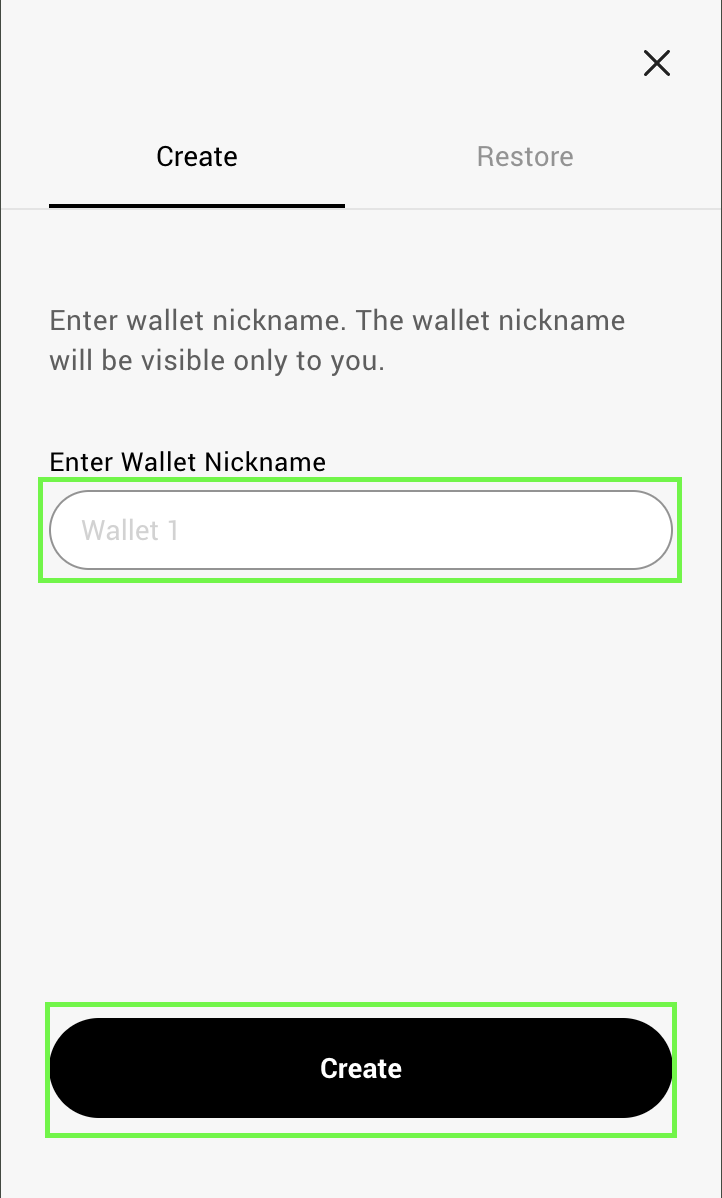 Create
Restore
Enter wallet nickname. The wallet nickname
will be visible only to you.
Enter Wallet Nickname
Wallet 1
Create